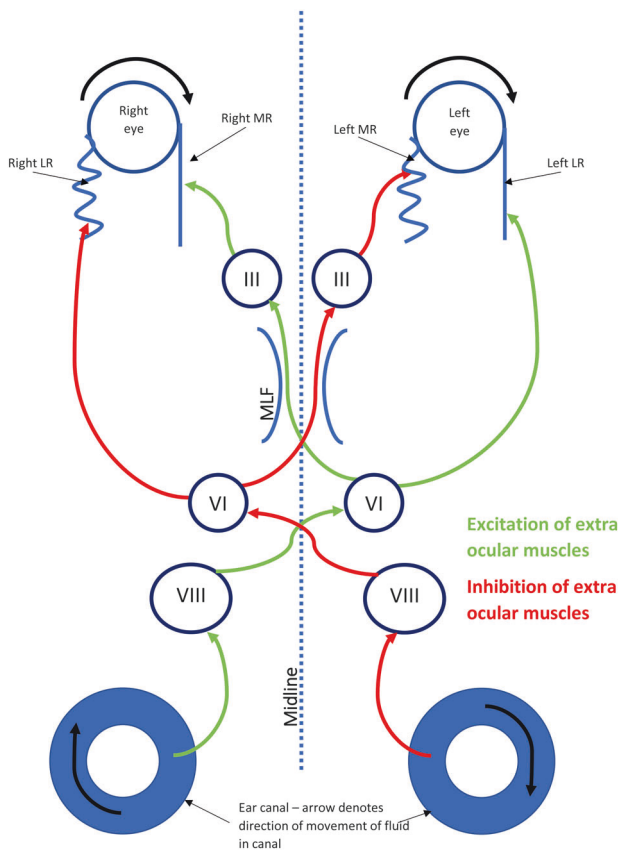 Right
eye
Left
eye
Right MR
Left MR
Right LR
Left LR
III
III
MLF
VI
VI
Excitation of extra
ocular muscles
VIII
VIII
Inhibition of extra
ocular muscles
Midline
Ear canal – arrow denotes
direction of movement of fluid
in canal